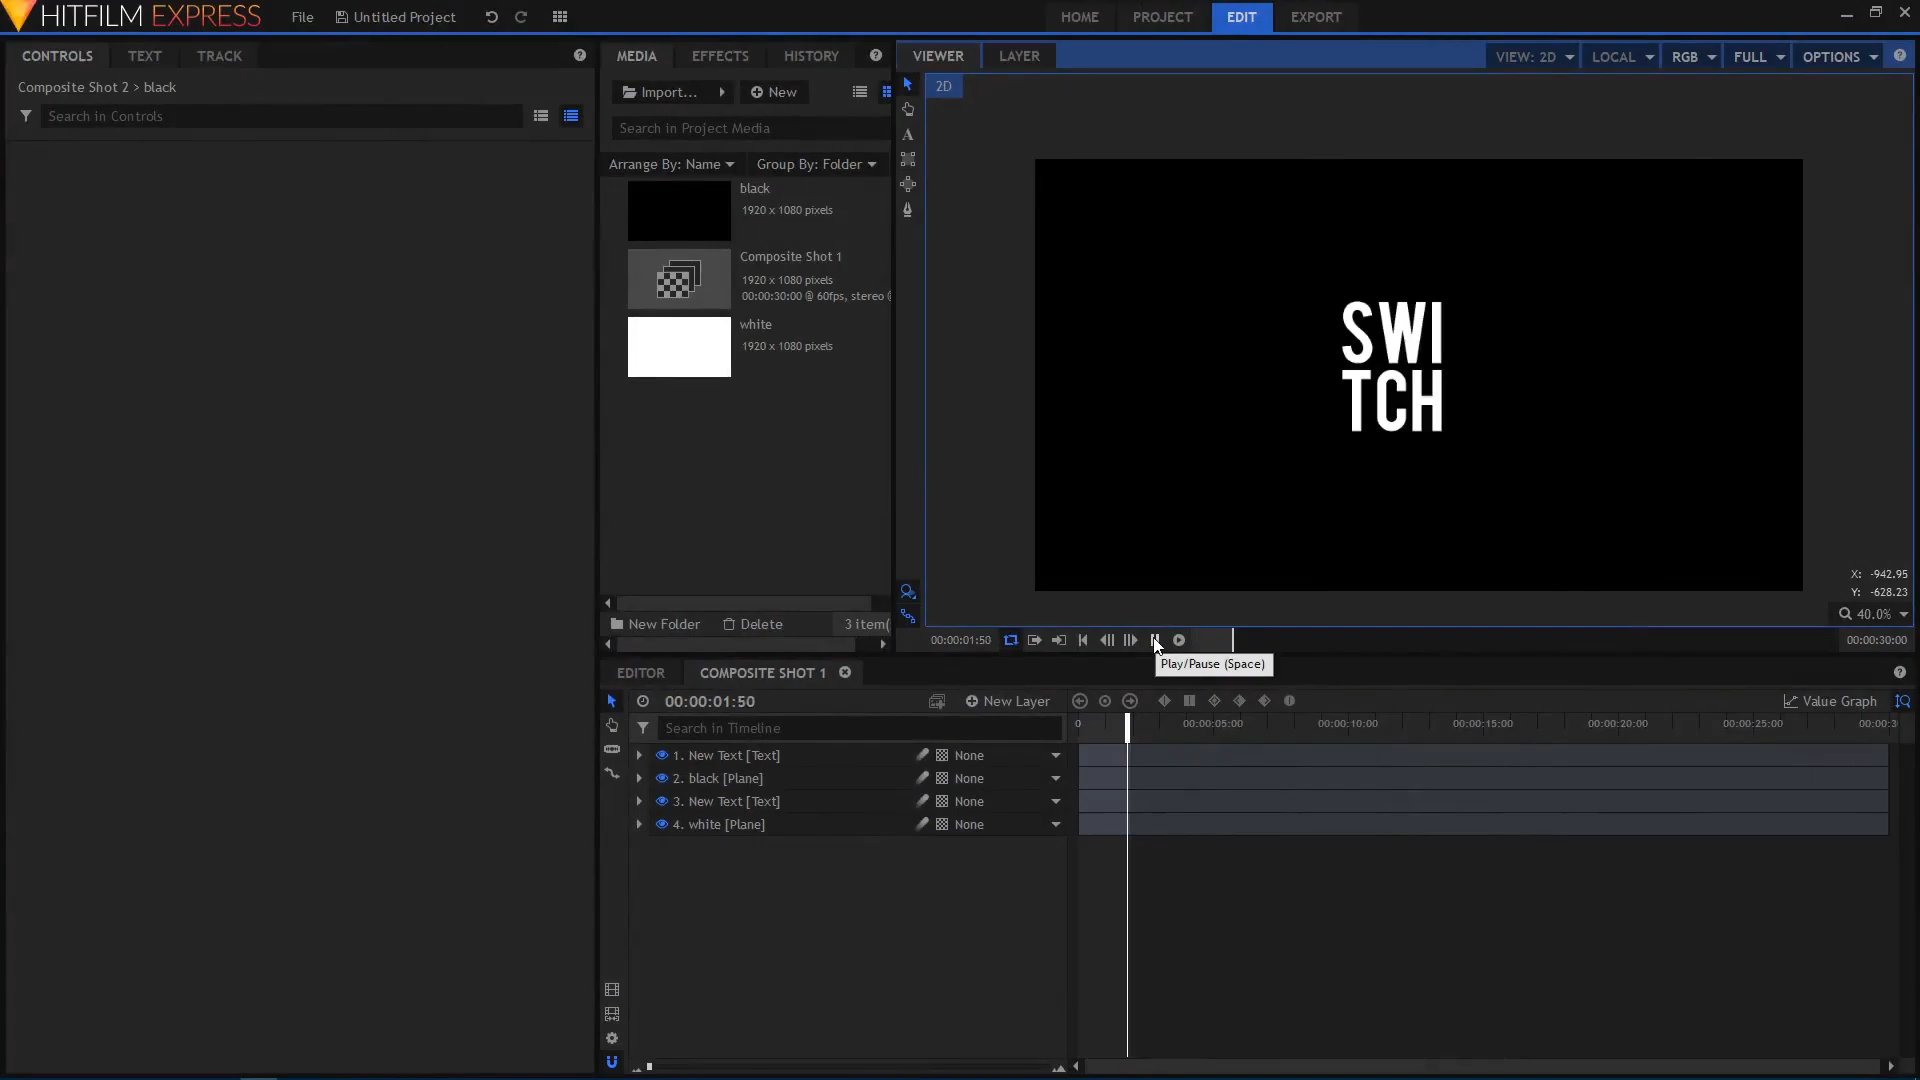 HITFILM EXPRESS File Untitled Project HOME PROJECT EDIT EXPORT
CONTROLS TEXT TRACK
Composite Shot 2 > black
Search in Controls
MEDIA EFFECTS HISTORY
Import... New
Search in Project Media
Arrange By: Name Group By: Folder
black
1920 x 1080 pixels
Composite Shot 1
1920 x 1080 pixels
00:00:30:00 @ 60fps, stereo
white
1920 x 1080 pixels
New Folder Delete 3 item(
VIEWER LAYER VIEW: 2D LOCAL RGB FULL OPTIONS
2D
A
SWI
TCH
X: -942.95
Y: -628.23
40.0%
00:00:01:50 00:00:30:00
Play/Pause (Space)
EDITOR COMPOSITE SHOT 1
00:00:01:50 New Layer Value Graph
Search in Timeline
0 00:00:05:00 00:00:10:00 00:00:15:00 00:00:20:00 00:00:25:00 00:00:3
1. New Text [Text] None
2. black [Plane] None
3. New Text [Text] None
4. white [Plane] None